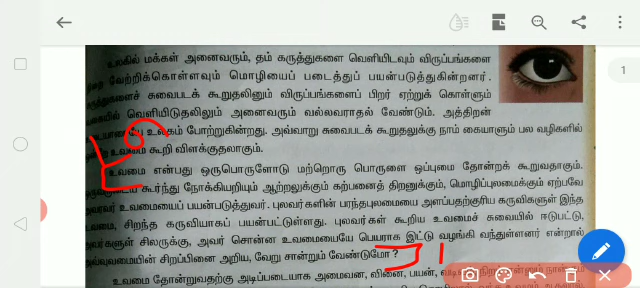 உலகில் மக்கள் அனைவரும், தம் கருத்துகளை வெளியிடவும் விருப்பங்களை
வேற்றிக்கொள்ளவும் மொழியைப் படைத்துப் பயன்படுத்துகின்றனர்.
சுவைபடக் கூறுதலினும் விருப்பங்களைப் பிறர் ஏற்றுக் கொள்ளும்
வெளியிடுதலிலும் அனைவரும் வல்லவராதல் வேண்டும். அத்திறன்
உலகம் போற்றுகின்றது. அவ்வாறு சுவைபடக் கூறுதலுக்கு நாம் கையாளும் பல வழிகளில்
உவமை கூறி விளக்குதலாகும்.
உவமை என்பது ஒருபொருளோடு மற்றொரு பொருளை ஒப்புமை தோன்றக் கூறுவதாகும்.
கூர்ந்து நோக்கியறியும் ஆற்றலுக்கும் கற்பனைத் திறனுக்கும், மொழிப்புலமைக்கும் ஏற்பவே
உவமையைப் பயன்படுத்துவர். புலவர்களின் பரந்தபுலமையை அளப்பதற்குரிய கருவிகளுள் இந்த
சிறந்த கருவியாகப் பயன்பட்டுள்ளது. புலவர்கள் கூறிய உவமைச் சுவையில் ஈடுபட்டு,
சிலருக்கு, அவர் சொன்ன உவமையையே பெயராக இட்டு வழங்கி வந்துள்ளனர் என்றால்
சிறப்பினை அறிய, வேறு சான்றும் வேண்டுமோ?
உவமை தோன்றுவதற்கு அடிப்படையாக அமைவன, வினை, பயன்,
1